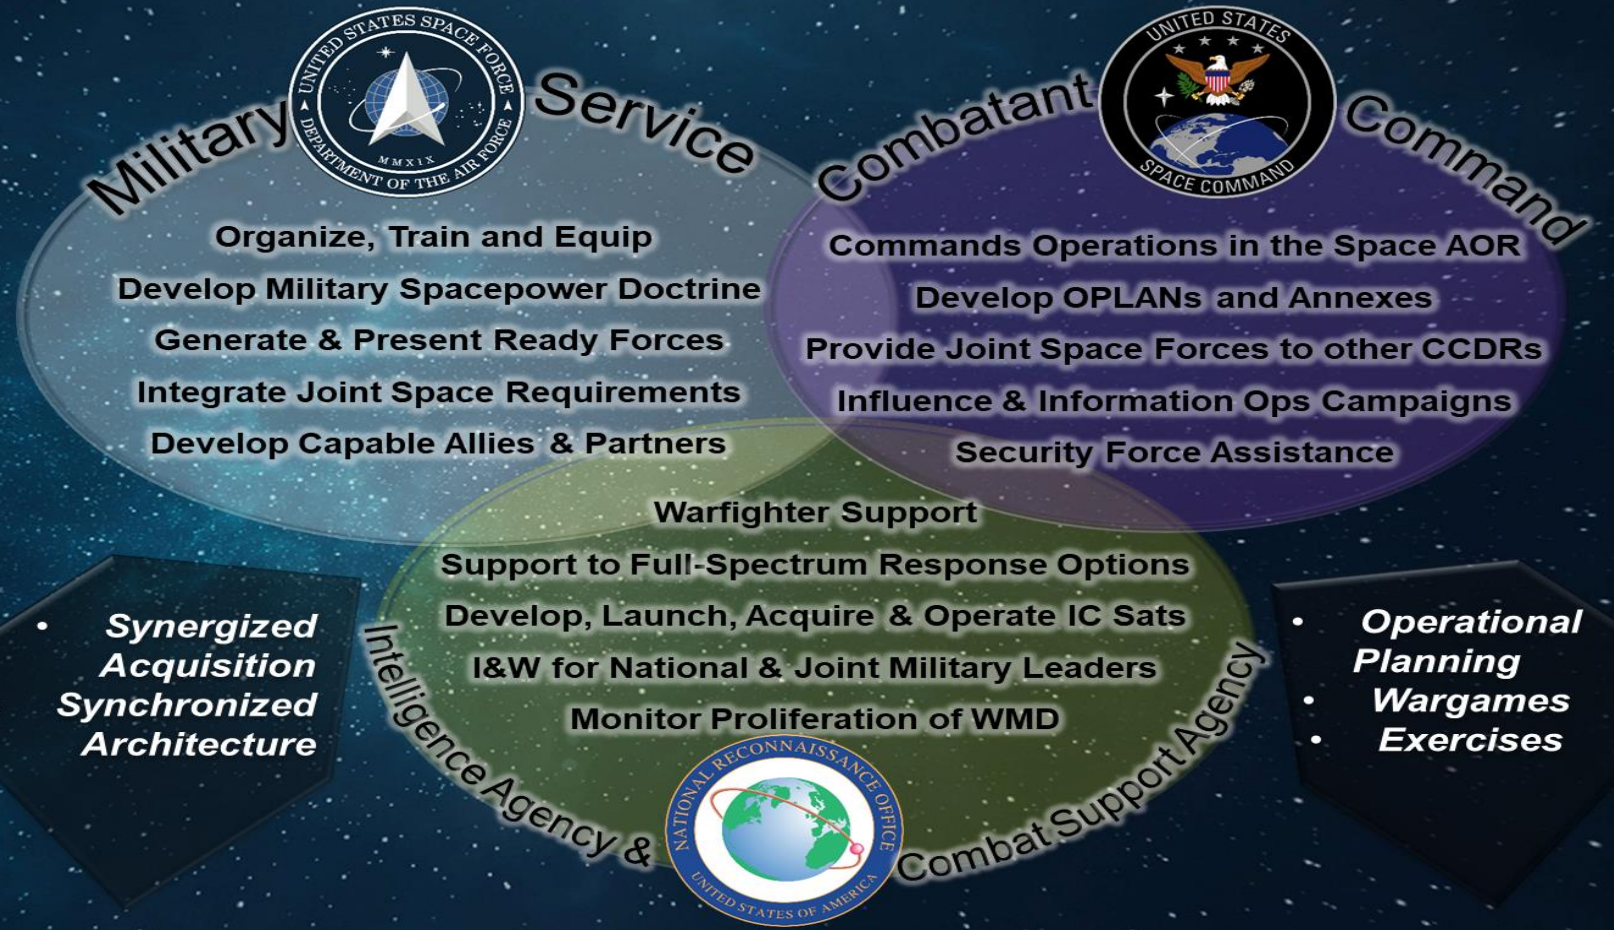 Military Service
UNITED STATES SPACE FORCE
MMXIX
DEPARTMENT OF THE AIR FORCE
Organize, Train and Equip
Develop Military Spacepower Doctrine
Generate & Present Ready Forces
Integrate Joint Space Requirements
Develop Capable Allies & Partners
Combatant Command
UNITED STATES
SPACE COMMAND
Commands Operations in the Space AOR
Develop OPLANs and Annexes
Provide Joint Space Forces to other CCDRs
Influence & Information Ops Campaigns
Security Force Assistance
Warfighter Support
Support to Full-Spectrum Response Options
Develop, Launch, Acquire & Operate IC Sats
I&W for National & Joint Military Leaders
Monitor Proliferation of WMD
Intelligence Agency & Combat Support Agency
NATIONAL RECONNAISSANCE OFFICE
UNITED STATES OF AMERICA
• Synergized
Acquisition
Synchronized
Architecture
• Operational
Planning
• Wargames
• Exercises